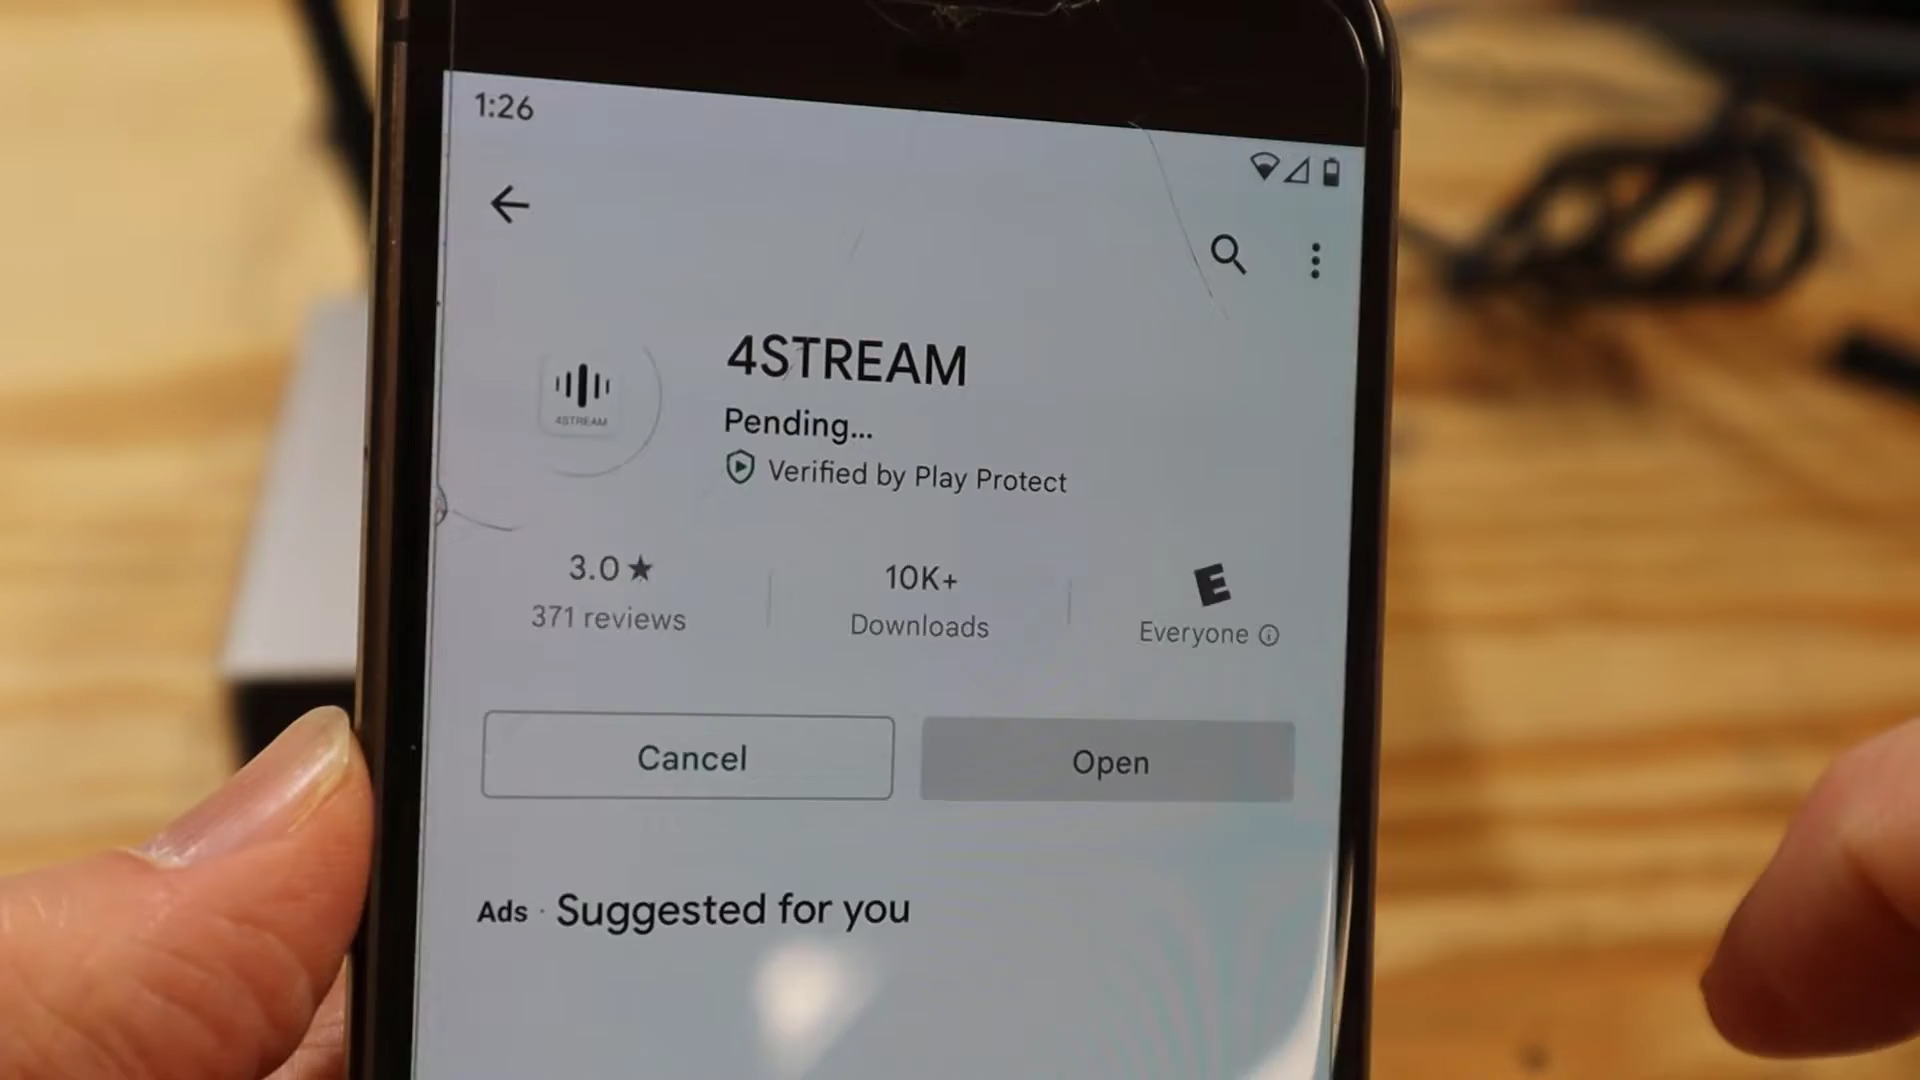 1:26
4STREAM
4STREAM
Pending...
Verified by Play Protect
3.0 ★
371 reviews
10K+
Downloads
E
Everyone
Cancel
Open
Ads · Suggested for you